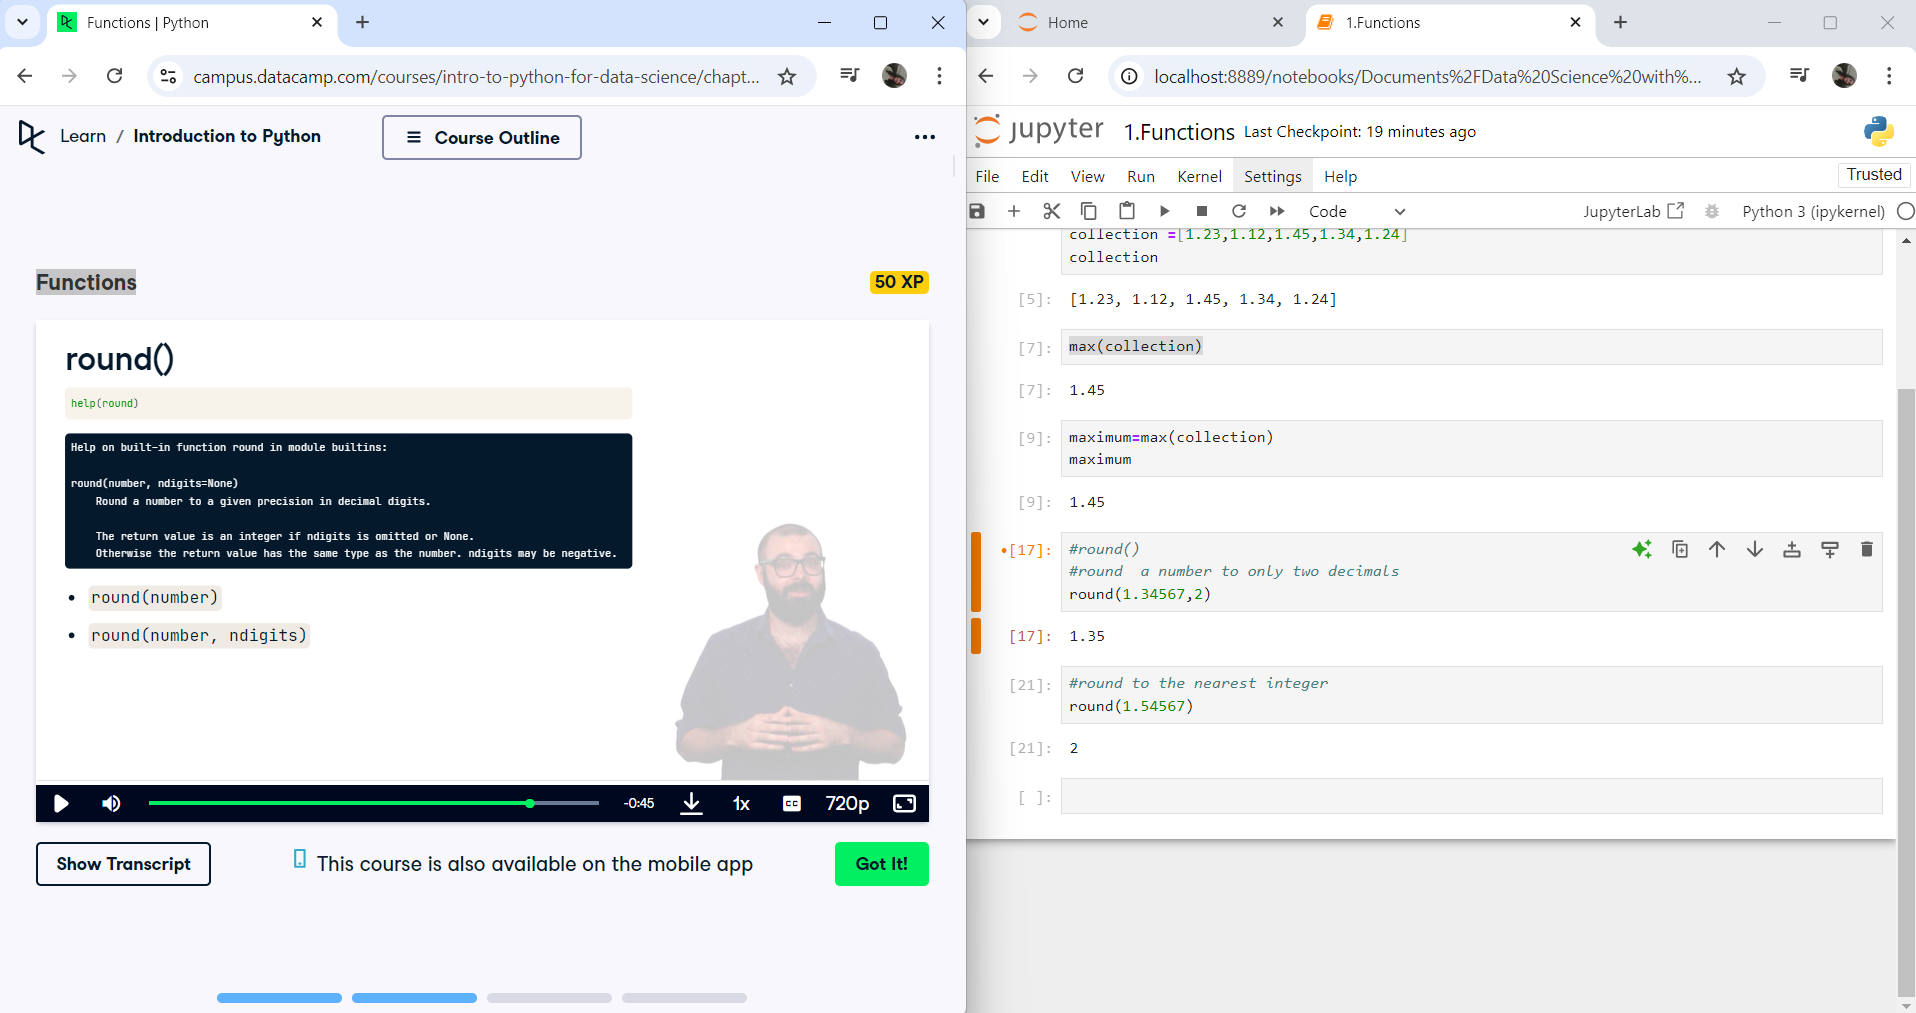 Functions | Python
campus.datacamp.com/courses/intro-to-python-for-data-science/chapt...
Learn / Introduction to Python
Course Outline
Functions
50 XP
round()
help(round)
Help on built-in function round in module builtins:
round(number, ndigits=None)
Round a number to a given precision in decimal digits.
The return value is an integer if ndigits is omitted or None.
Otherwise the return value has the same type as the number. ndigits may be negative.
• round(number)
• round(number, ndigits)
-0:45
1x
CC
720p
Show Transcript
This course is also available on the mobile app
Got It!
Home
1.Functions
localhost:8889/notebooks/Documents%2FData%20Science%20with%...
jupyter 1.Functions Last Checkpoint: 19 minutes ago
File Edit View Run Kernel Settings Help
Trusted
Code
JupyterLab
Python 3 (ipykernel)
collection =[1.23,1.12,1.45,1.34,1.24]
collection
[5]: [1.23, 1.12, 1.45, 1.34, 1.24]
[7]: max(collection)
[7]: 1.45
[9]: maximum=max(collection)
maximum
[9]: 1.45
•[17]: #round()
#round  a number to only two decimals
round(1.34567,2)
[17]: 1.35
[21]: #round to the nearest integer
round(1.54567)
[21]: 2
[ ]: